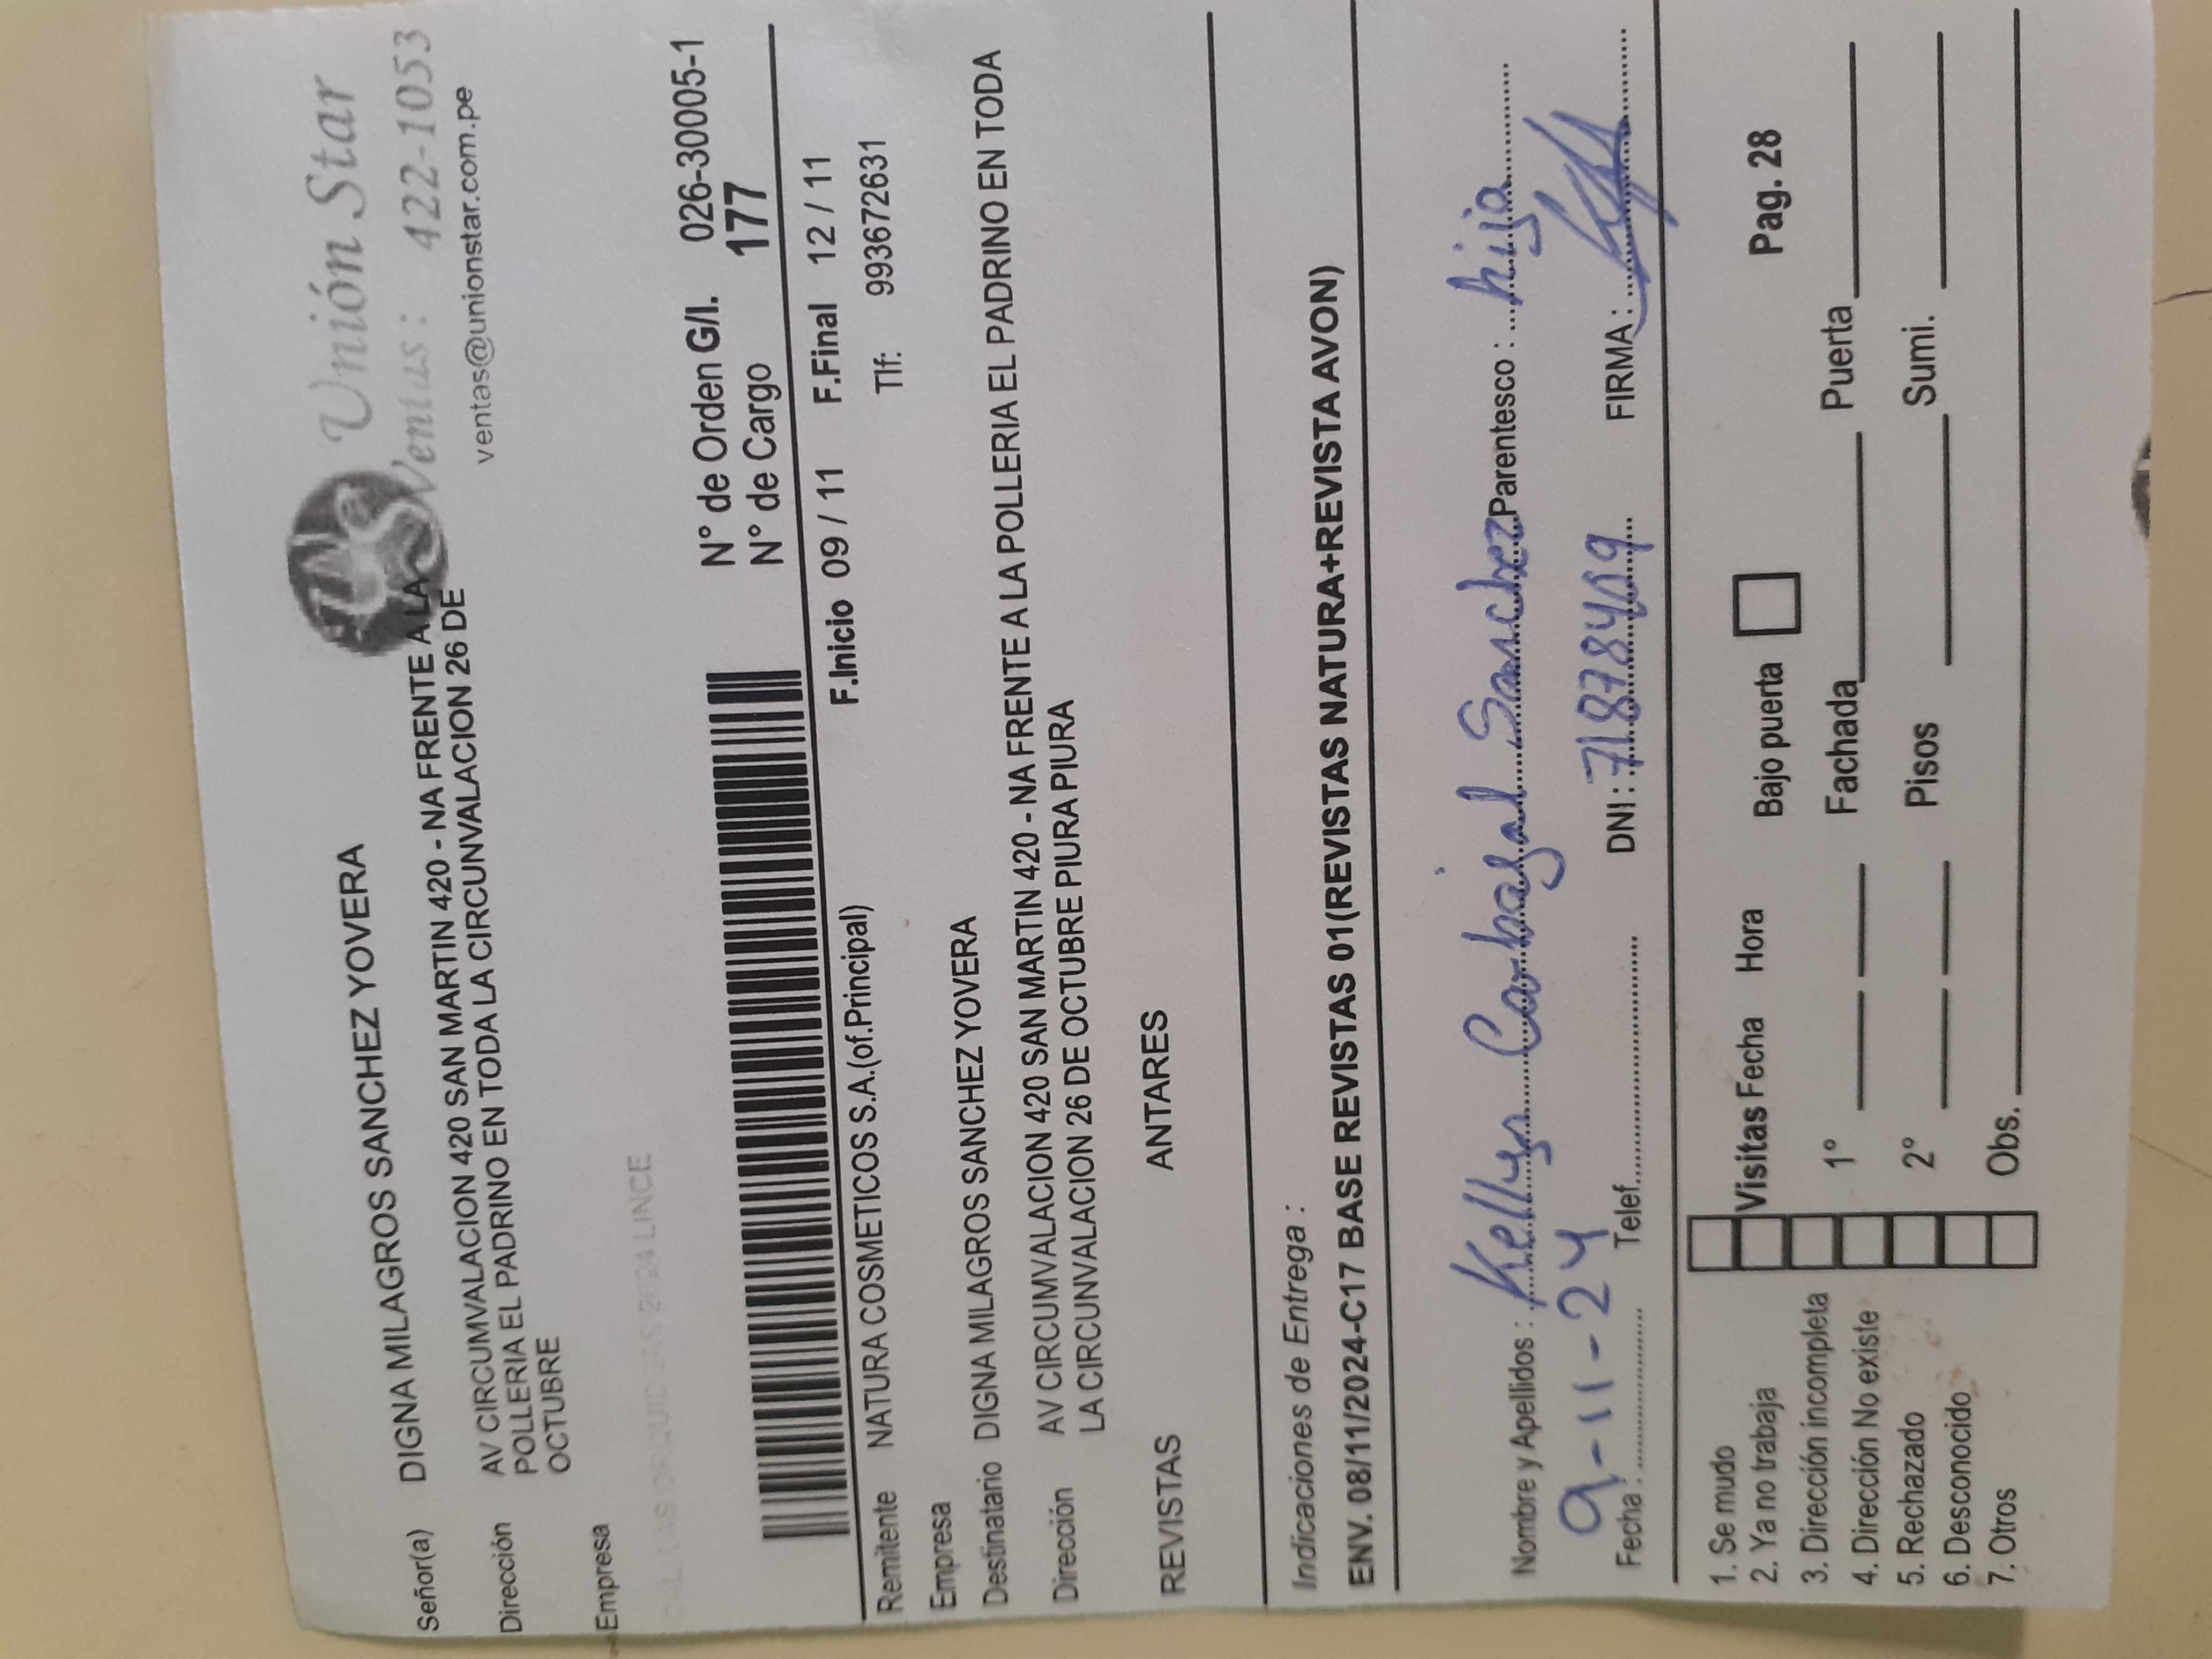 Unión Star
Ventas: 422-1053
ventas@unionstar.com.pe
Señor(a) DIGNA MILAGROS SANCHEZ YOVERA
Dirección AV CIRCUMVALACION 420 SAN MARTIN 420 - NA FRENTE A LA
POLLERIA EL PADRINO EN TODA LA CIRCUNVALACION 26 DE
OCTUBRE
Empresa
N° de Orden G/I. 026-30005-1
N° de Cargo 177
F.Inicio 09 / 11 F.Final 12 / 11
Remitente NATURA COSMETICOS S.A.(of.Principal) Tlf: 993672631
Empresa
Destinatario DIGNA MILAGROS SANCHEZ YOVERA
Dirección AV CIRCUMVALACION 420 SAN MARTIN 420 - NA FRENTE A LA POLLERIA EL PADRINO EN TODA
LA CIRCUNVALACION 26 DE OCTUBRE PIURA PIURA
REVISTAS ANTARES
Indicaciones de Entrega :
ENV. 08/11/2024-C17 BASE REVISTAS 01(REVISTAS NATURA+REVISTA AVON)
Nombre y Apellidos : Kellyn Carbajal Sanchez Parentesco : hija
Fecha : 9-11-24 Telef. DNI : 71878469 FIRMA :
1. Se mudo
2. Ya no trabaja Visitas Fecha Hora Bajo puerta Pag. 28
3. Dirección incompleta
4. Dirección No existe 1° Fachada Puerta
5. Rechazado 2° Pisos Sumi.
6. Desconocido
7. Otros Obs.